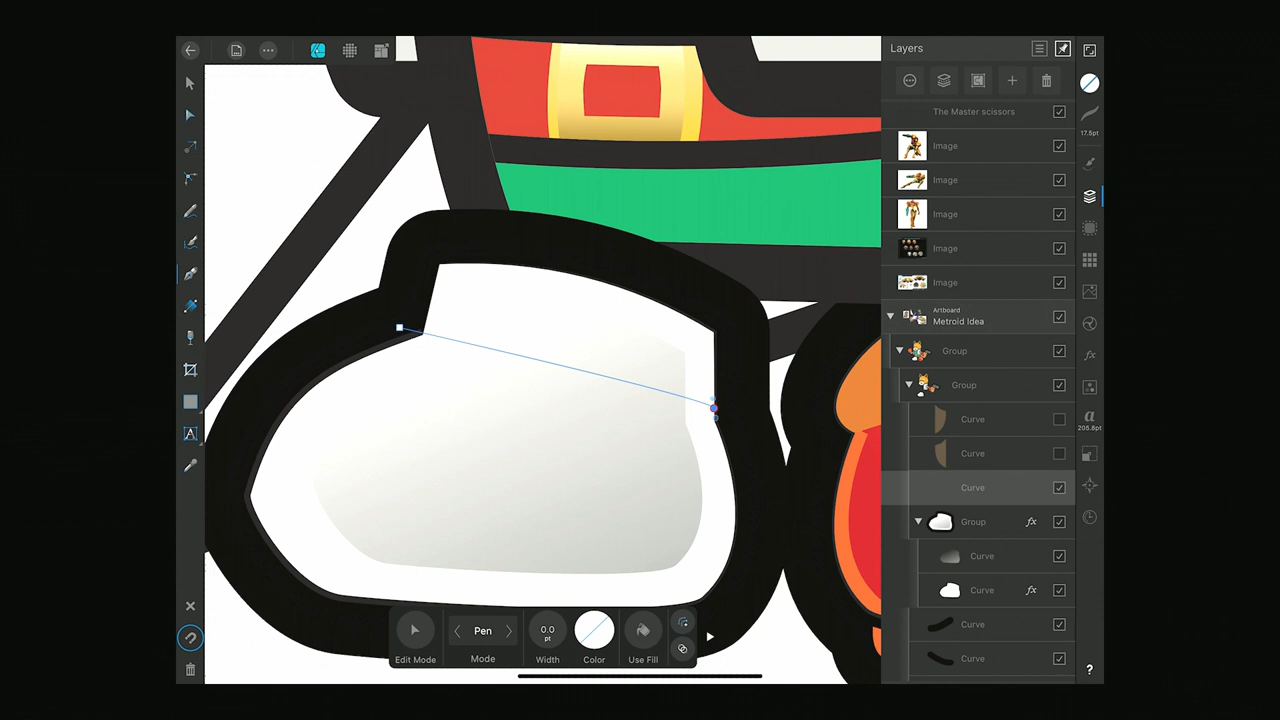 Layers
17.5pt
The Master scissors
Image
Image
Image
Image
Image
Artboard
Metroid Idea
Group
fx
Group
a
205.8pt
Curve
Curve
Curve
Group fx
Curve
Curve fx
Curve
Curve
A
0.0
pt
Pen
Edit Mode
Mode
Width
Color
Use Fill
?